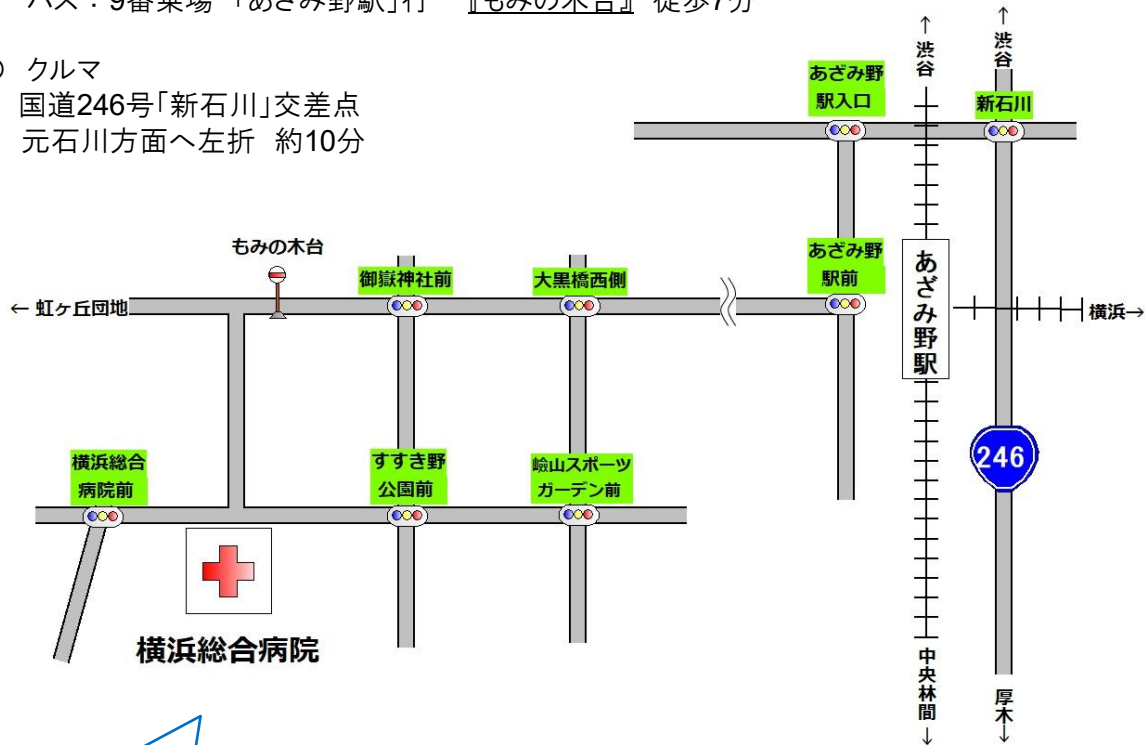 バス：9番乗場 「あざみ野駅」行 『もみの木台』 徒歩7分
クルマ
国道246号「新石川」交差点
元石川方面へ左折 約10分
↑渋谷
↑渋谷
あざみ野
駅入口
新石川
もみの木台
御嶽神社前
大黒橋西側
あざみ野
駅前
あざみ野駅
← 虹ヶ丘団地
横浜→
横浜総合
病院前
すすき野
公園前
嶮山スポーツ
ガーデン前
246
横浜総合病院
中央林間↓
厚木↓